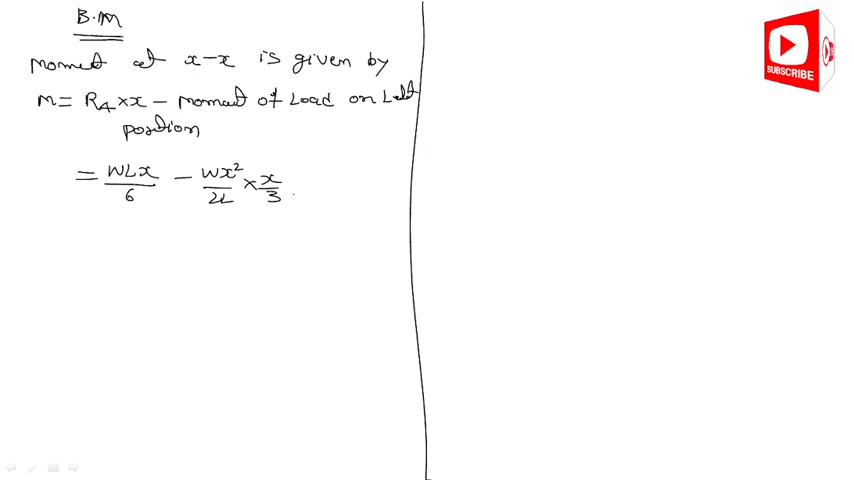 B.M
Moment at x-x is given by
M = R_A × x - Moment of Load on Left
portion
= WLx/6 - Wx²/2L × x/3
SUBSCRIBE